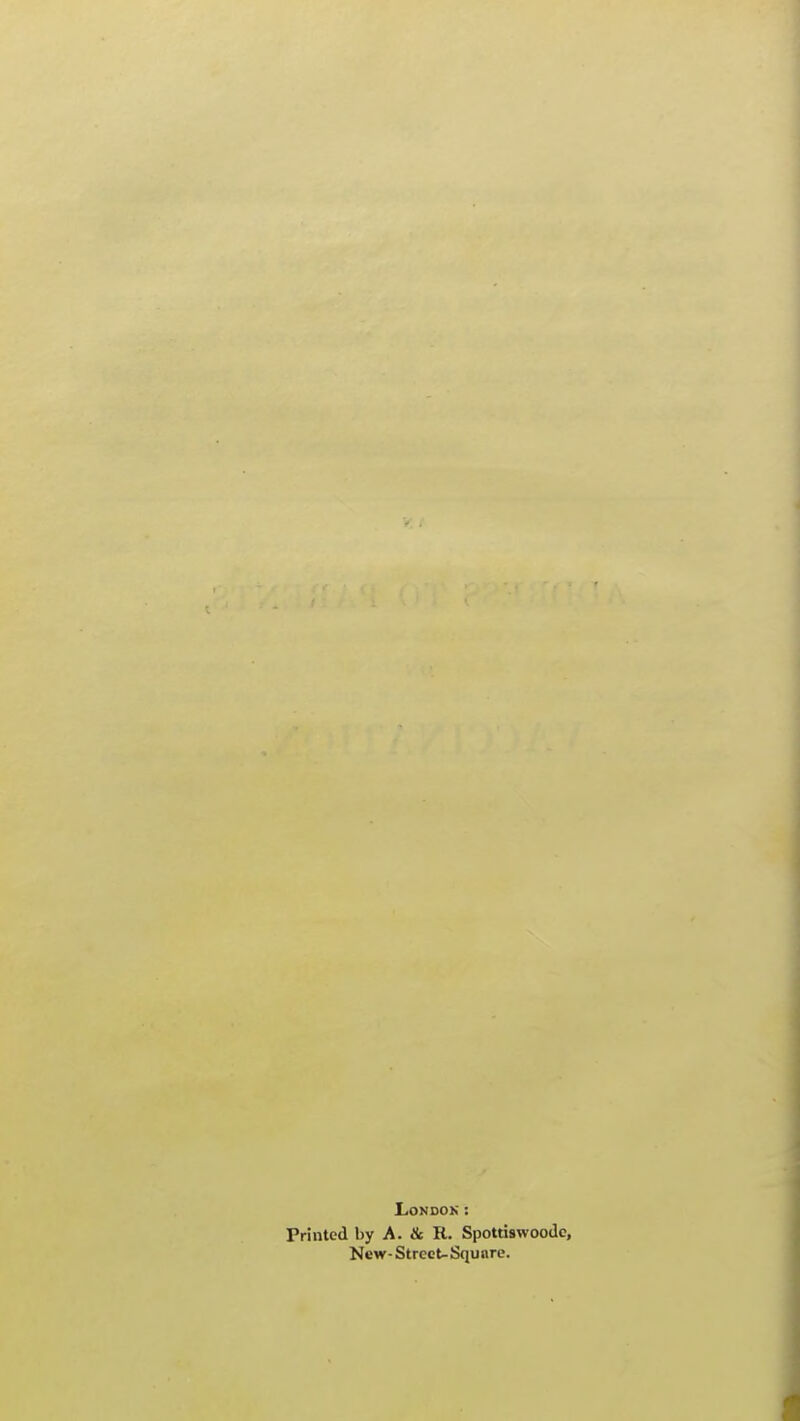 London:
Printed by A. & R. Spottiswoode,
New-Street-Square.